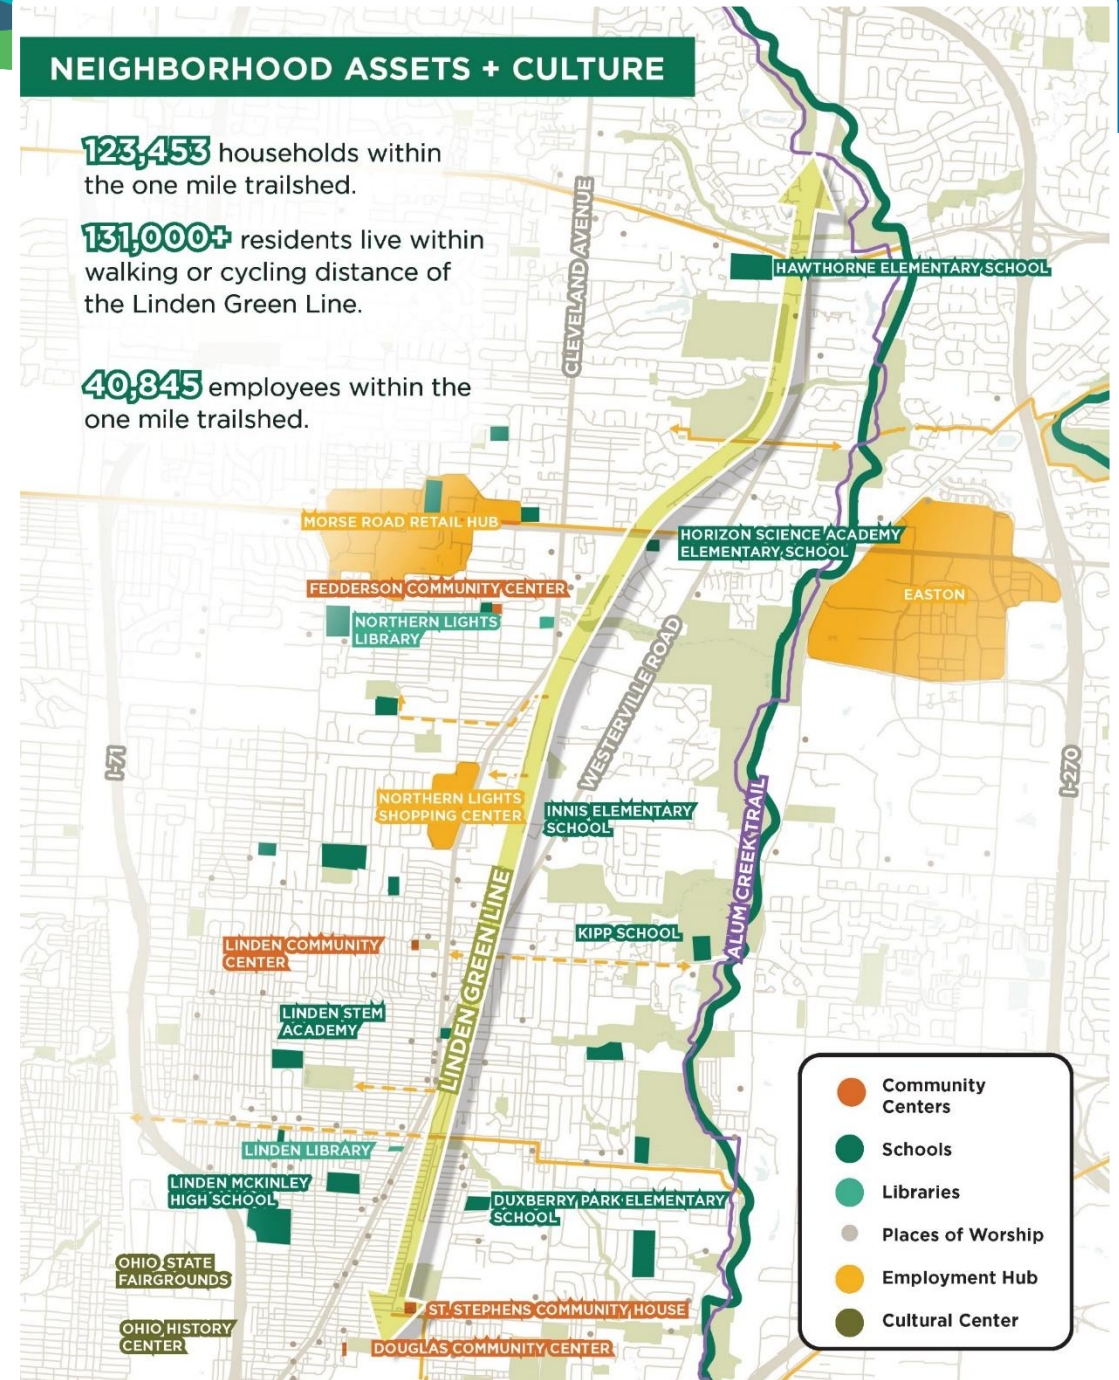 NEIGHBORHOOD ASSETS + CULTURE
123,453 households within
the one mile trailshed.
131,000+ residents live within
walking or cycling distance of
the Linden Green Line.
40,845 employees within the
one mile trailshed.
CLEVELAND AVENUE
HAWTHORNE ELEMENTARY SCHOOL
MORSE ROAD RETAIL HUB
HORIZON SCIENCE ACADEMY
ELEMENTARY SCHOOL
FEDDERSON COMMUNITY CENTER
EASTON
NORTHERN LIGHTS
LIBRARY
WESTERVILLE ROAD
I-71
I-270
NORTHERN LIGHTS
SHOPPING CENTER
INNIS ELEMENTARY
SCHOOL
ALUM CREEK TRAIL
LINDEN GREEN LINE
KIPP SCHOOL
LINDEN COMMUNITY
CENTER
LINDEN STEM
ACADEMY
LINDEN LIBRARY
LINDEN MCKINLEY
HIGH SCHOOL
DUXBERRY PARK ELEMENTARY
SCHOOL
OHIO STATE
FAIRGROUNDS
ST. STEPHENS COMMUNITY HOUSE
OHIO HISTORY
CENTER
DOUGLAS COMMUNITY CENTER
Community
Centers
Schools
Libraries
Places of Worship
Employment Hub
Cultural Center